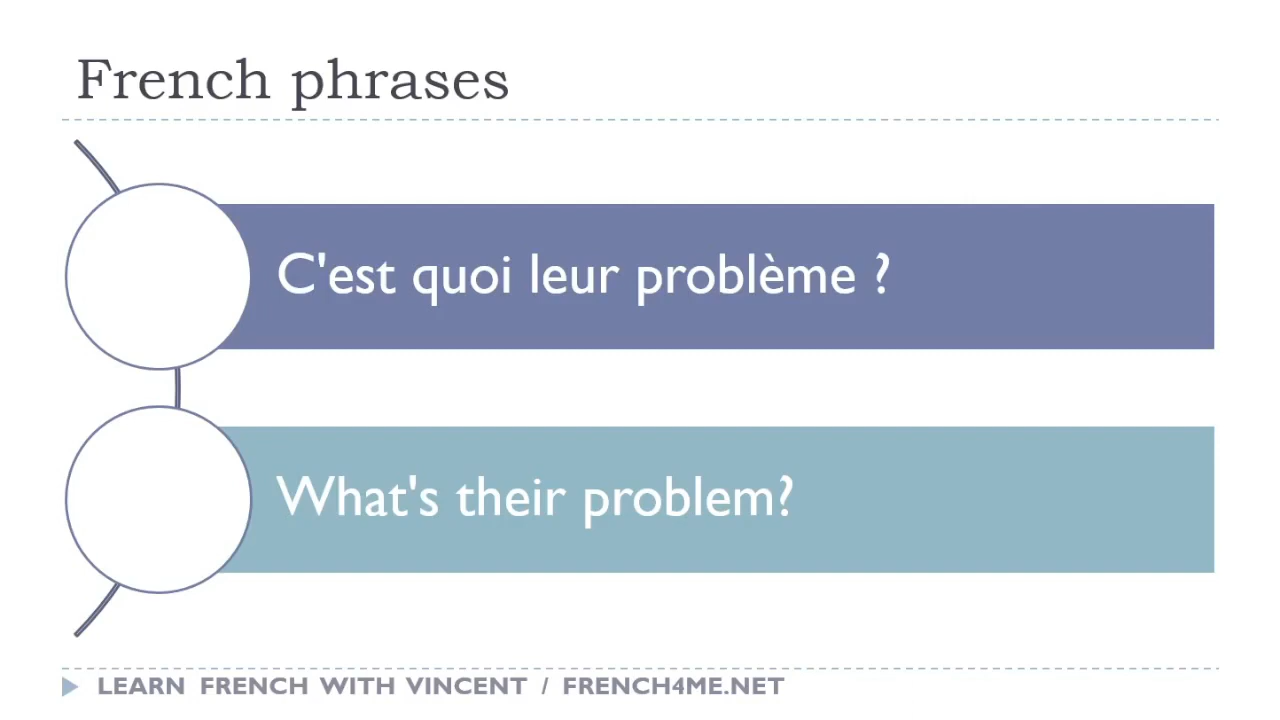 French phrases
C'est quoi leur problème ?
What's their problem?
LEARN FRENCH WITH VINCENT / FRENCH4ME.NET